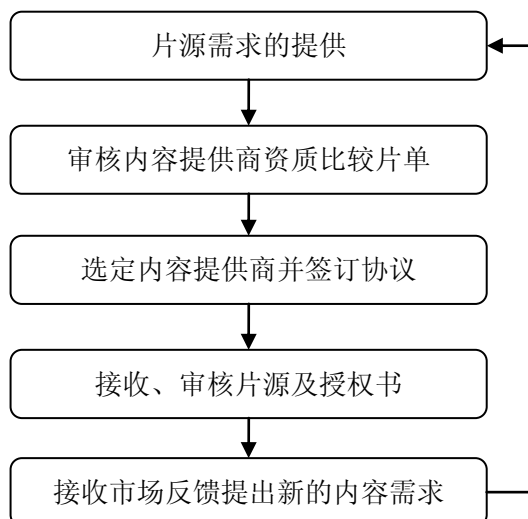 片源需求的提供
审核内容提供商资质比较片单
选定内容提供商并签订协议
接收、审核片源及授权书
接收市场反馈提出新的内容需求